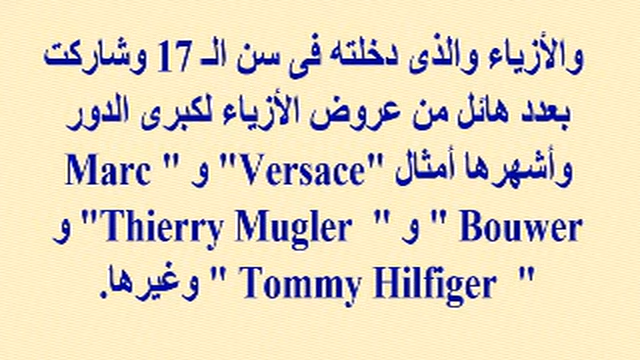 والأزياء والذى دخلته فى سن الـ 17 وشاركت
بعدد هائل من عروض الأزياء لكبرى الدور
وأشهرها أمثال "Versace" و " Marc
Bouwer " و " Thierry Mugler" و
" Tommy Hilfiger " وغيرها.